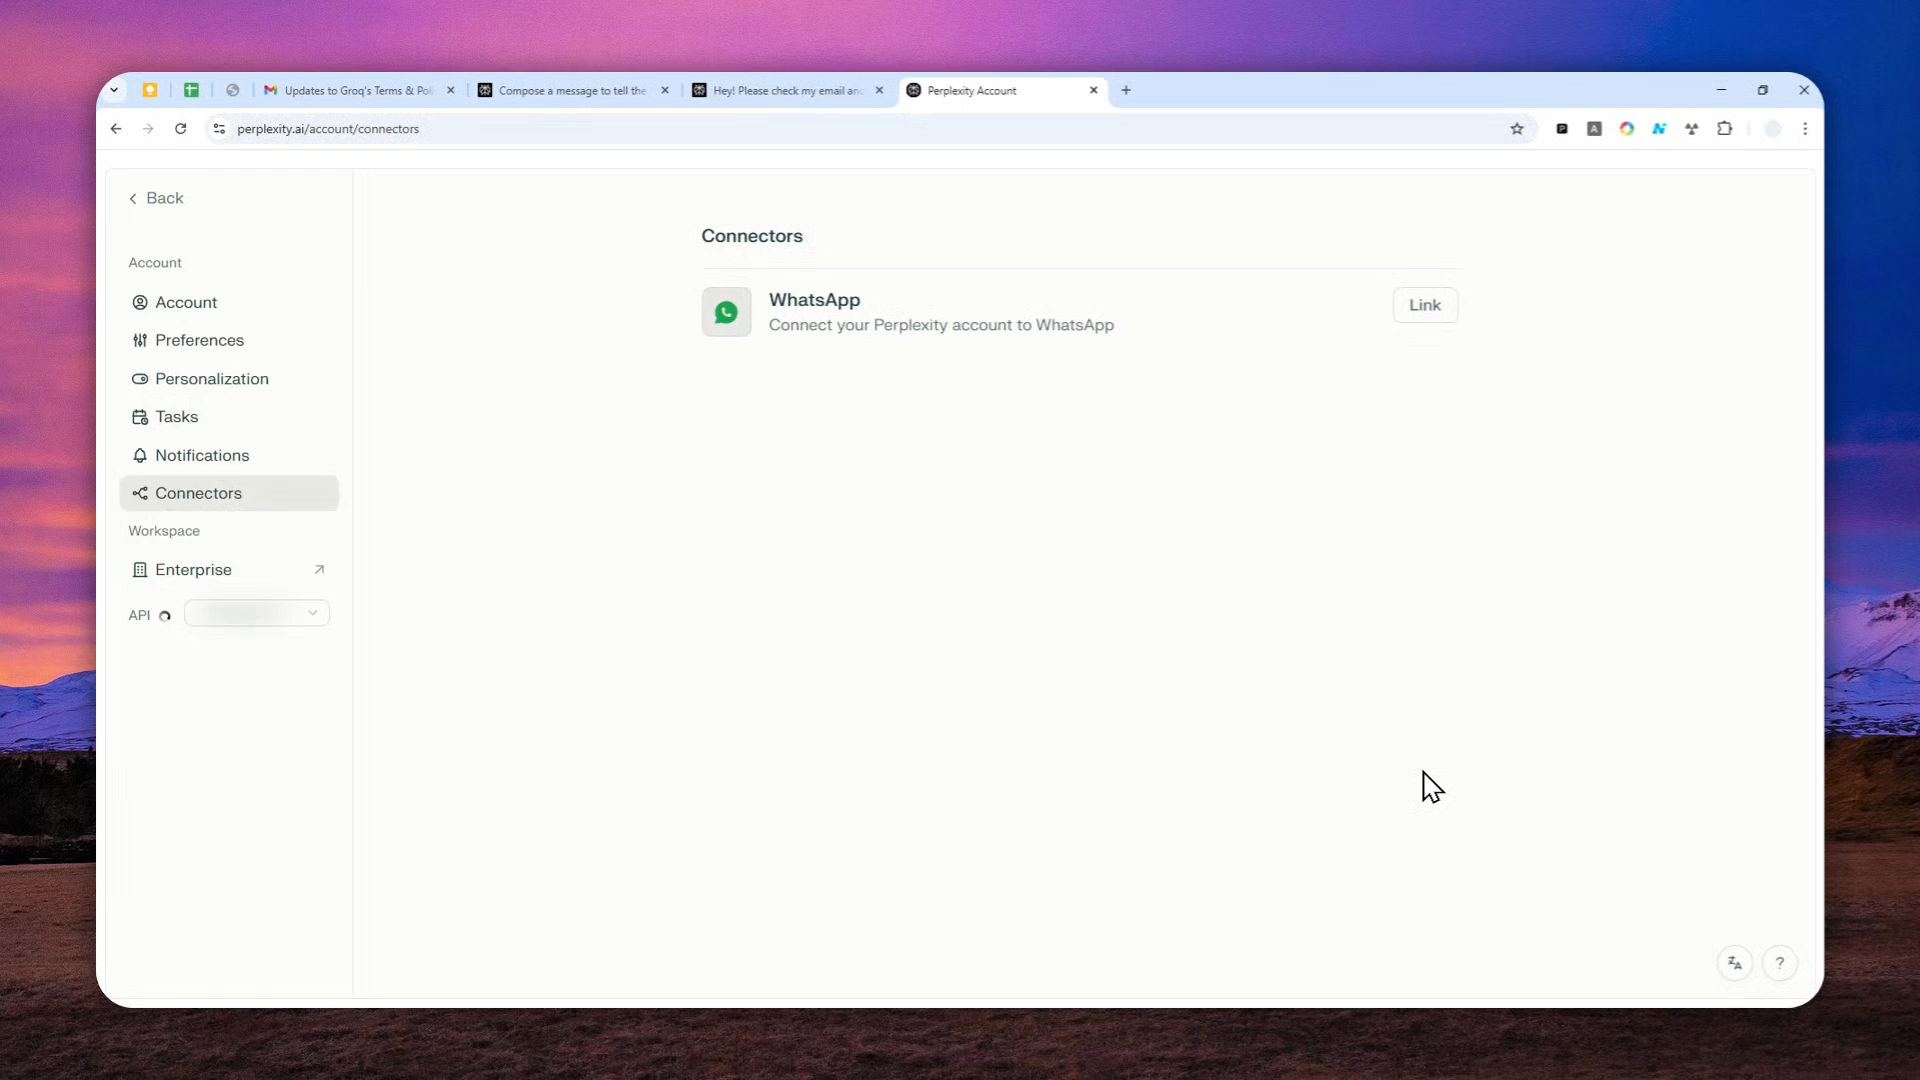 Updates to Groq's Terms & Pol
Compose a message to tell the
Hey! Please check my email and
Perplexity Account
perplexity.ai/account/connectors
Back
Account
Account
Preferences
Personalization
Tasks
Notifications
Connectors
Workspace
Enterprise
API
Connectors
WhatsApp
Connect your Perplexity account to WhatsApp
Link
?